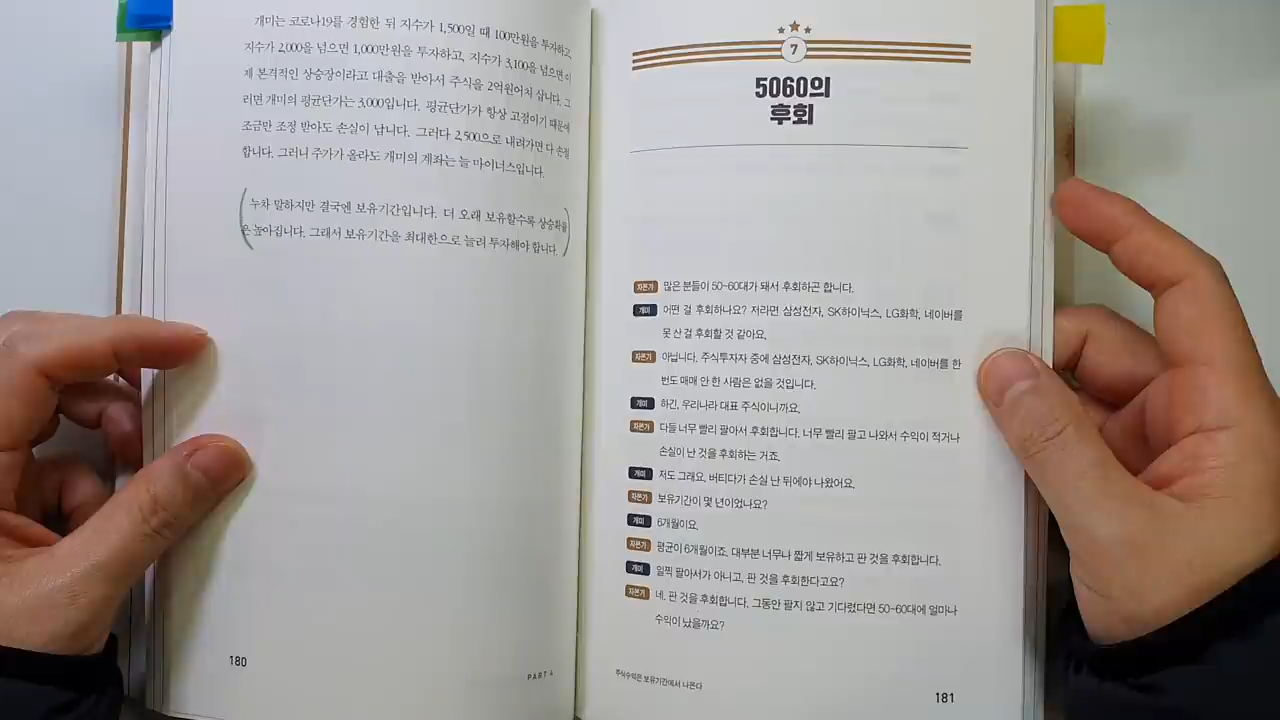 개미는 코로나19를 경험한 뒤 지수가 1,500일 때 100만원을 투자하고,
지수가 2,000을 넘으면 1,000만원을 투자하고, 지수가 3,100을 넘으면 이
제 본격적인 상승장이라고 대출을 받아서 주식을 2억원어치 삽니다. 그
러면 개미의 평균단가는 3,000입니다. 평균단가가 항상 고점이기 때문에
조금만 조정 받아도 손실이 납니다. 그러다 2,500으로 내려가면 다 손절
합니다. 그러니 주가가 올라도 개미의 계좌는 늘 마이너스입니다.
누차 말하지만 결국엔 보유기간입니다. 더 오래 보유할수록 상승확률
은 높아집니다. 그래서 보유기간을 최대한으로 늘려 투자해야 합니다.
180
PART 4
7
5060의
후회
자본가 많은 분들이 50~60대가 돼서 후회하곤 합니다.
개미 어떤 걸 후회하나요? 저라면 삼성전자, SK하이닉스, LG화학, 네이버를
못 산 걸 후회할 것 같아요.
자본가 아닙니다. 주식투자자 중에 삼성전자, SK하이닉스, LG화학, 네이버를 한
번도 매매 안 한 사람은 없을 것입니다.
개미 하긴, 우리나라 대표 주식이니까요.
자본가 다들 너무 빨리 팔아서 후회합니다. 너무 빨리 팔고 나와서 수익이 적거나
손실이 난 것을 후회하는 거죠.
개미 저도 그래요. 버티다가 손실 난 뒤에야 나왔어요.
자본가 보유기간이 몇 년이었나요?
개미 6개월이요.
자본가 평균이 6개월이죠. 대부분 너무나 짧게 보유하고 판 것을 후회합니다.
개미 일찍 팔아서가 아니고, 판 것을 후회한다고요?
자본가 네. 판 것을 후회합니다. 그동안 팔지 않고 기다렸다면 50~60대에 얼마나
수익이 났을까요?
주식수익은 보유기간에서 나온다
181